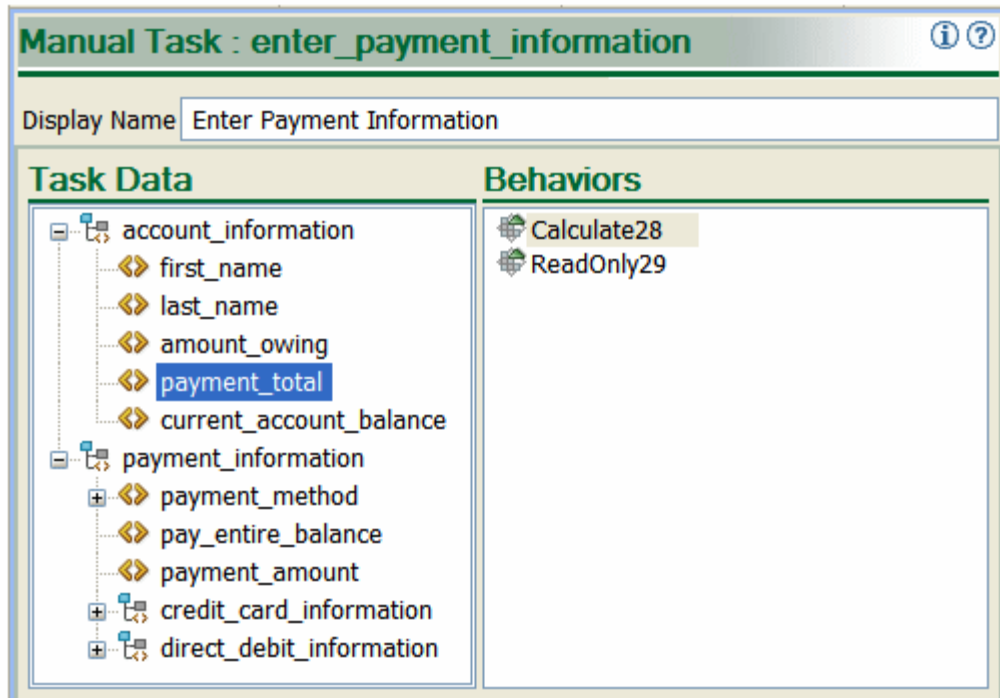 Manual Task : enter_payment_information
Display Name Enter Payment Information
Task Data
account_information
first_name
last_name
amount_owing
payment_total
current_account_balance
payment_information
payment_method
pay_entire_balance
payment_amount
credit_card_information
direct_debit_information
Behaviors
Calculate28
ReadOnly29